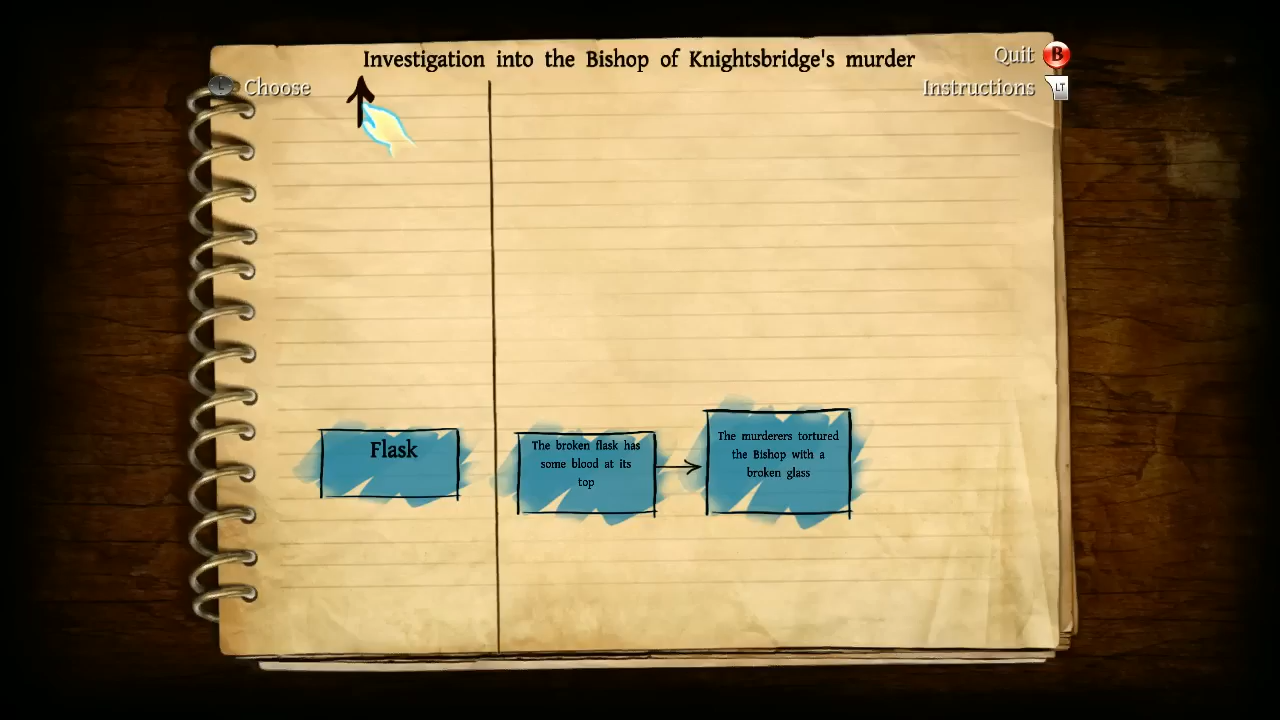 Investigation into the Bishop of Knightsbridge's murder
Quit B
L Choose
Instructions LT
Flask
The broken flask has
some blood at its
top
The murderers tortured
the Bishop with a
broken glass